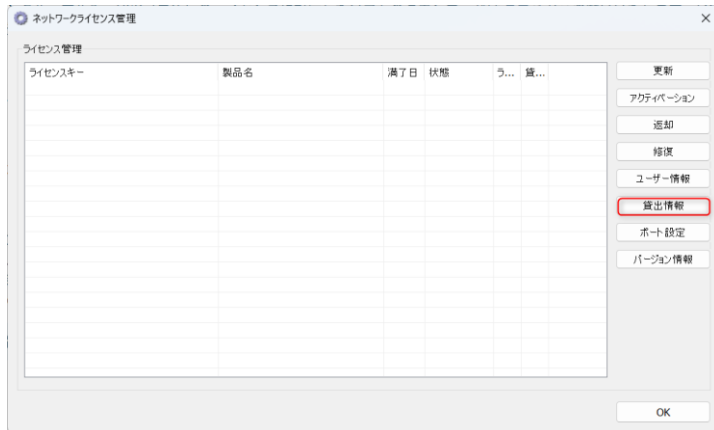 ネットワークライセンス管理
ライセンス管理
ライセンスキー 製品名 満了日 状態 ラ... 貸...
更新
アクティベーション
返却
修復
ユーザー情報
貸出情報
ポート設定
バージョン情報
OK